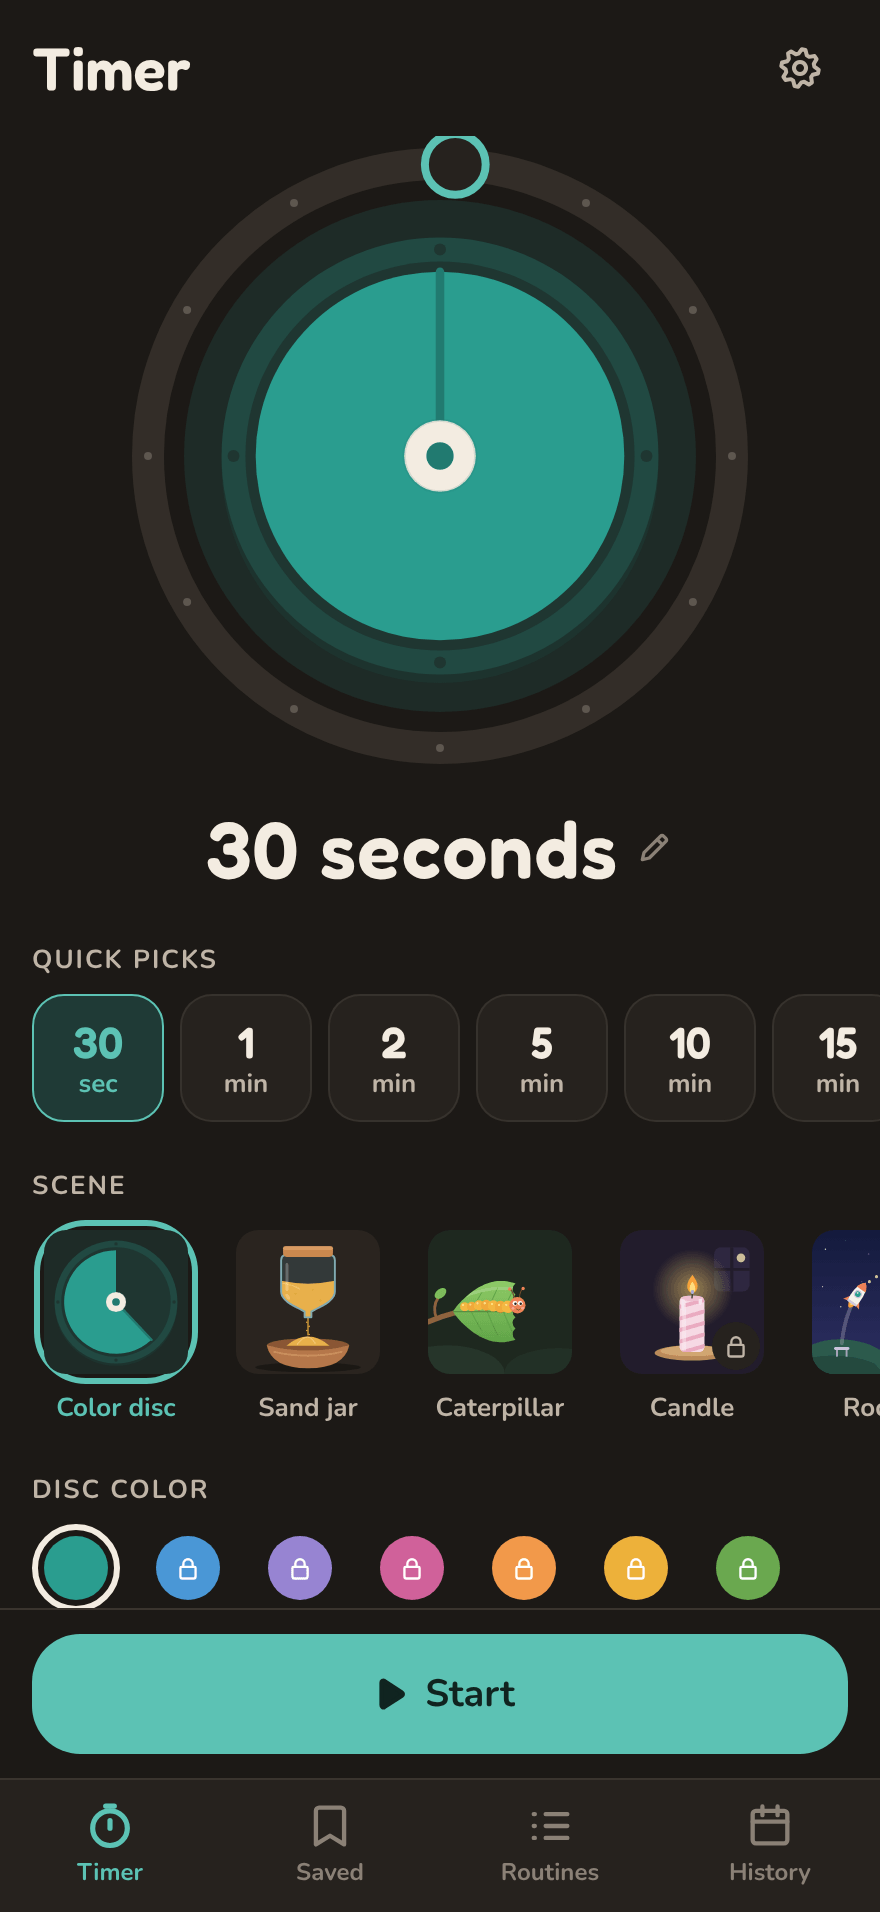 Timer
30 seconds
QUICK PICKS
30 sec
1 min
2 min
5 min
10 min
15 min
SCENE
Color disc
Sand jar
Caterpillar
Candle
DISC COLOR
Start
Timer
Saved
Routines
History